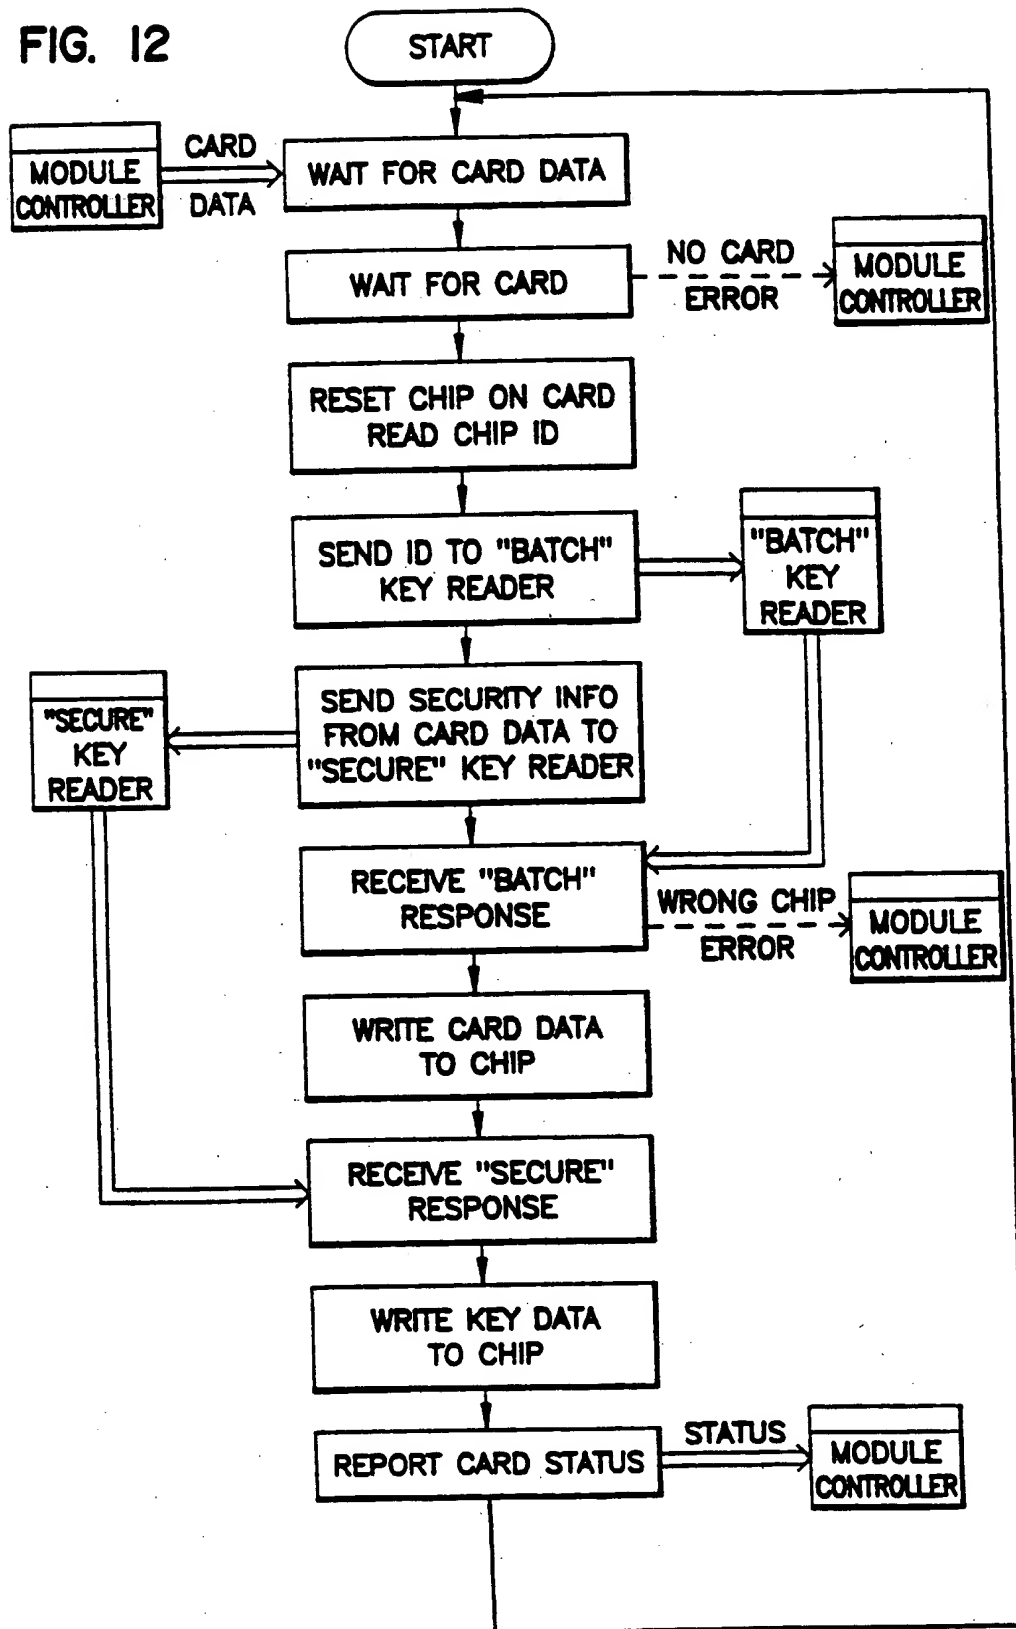 FIG. 12
START
MODULE
CONTROLLER
CARD
DATA
WAIT FOR CARD DATA
WAIT FOR CARD
NO CARD
ERROR
MODULE
CONTROLLER
RESET CHIP ON CARD
READ CHIP ID
SEND ID TO "BATCH"
KEY READER
"BATCH"
KEY
READER
"SECURE"
KEY
READER
SEND SECURITY INFO
FROM CARD DATA TO
"SECURE" KEY READER
RECEIVE "BATCH"
RESPONSE
WRONG CHIP
ERROR
MODULE
CONTROLLER
WRITE CARD DATA
TO CHIP
RECEIVE "SECURE"
RESPONSE
WRITE KEY DATA
TO CHIP
REPORT CARD STATUS
STATUS
MODULE
CONTROLLER